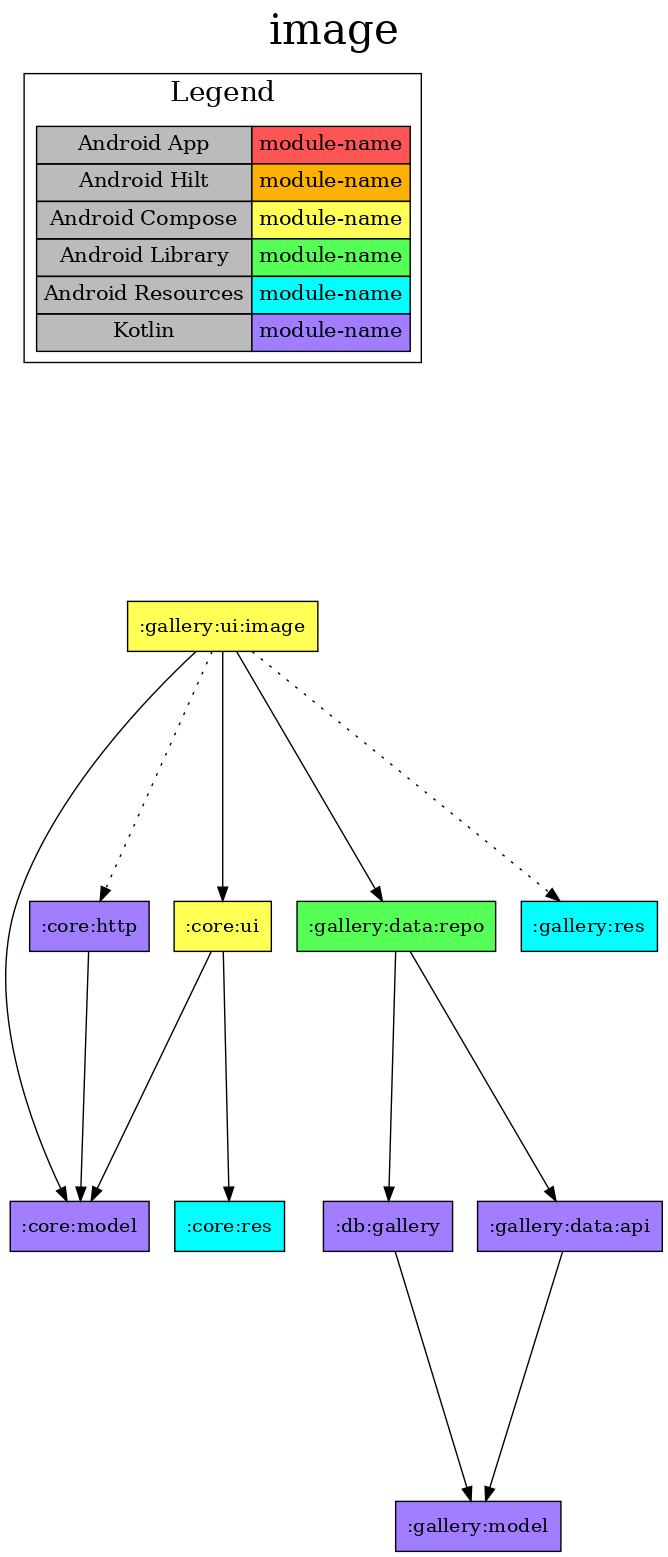 image
Legend
Android App module-name
Android Hilt module-name
Android Compose module-name
Android Library module-name
Android Resources module-name
Kotlin module-name
:gallery:ui:image
:core:http :core:ui :gallery:data:repo :gallery:res
:core:model :core:res :db:gallery :gallery:data:api
:gallery:model